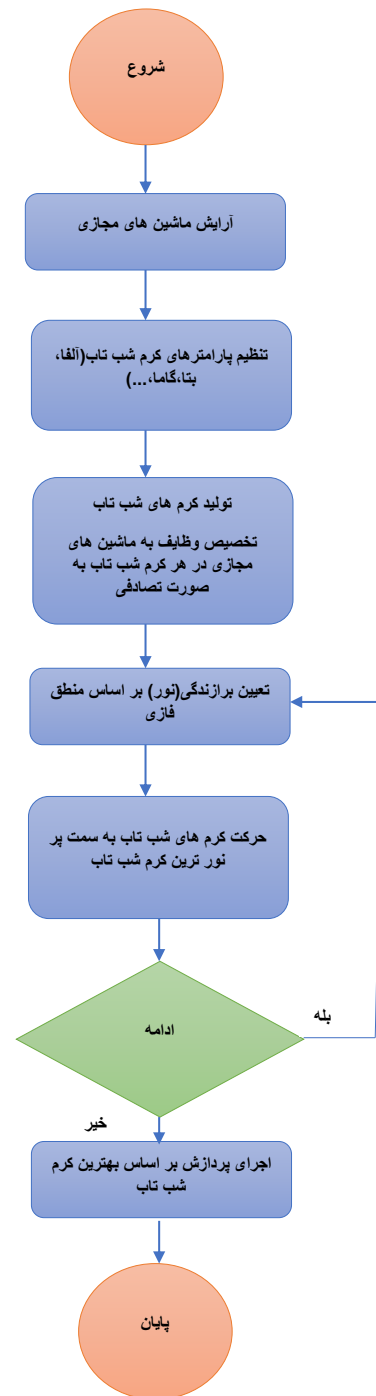 شروع
آرایش ماشین های مجازی
تنظیم پارامترهای کرم شب تاب(آلفا،
بتا،گاما،...)
تولید کرم های شب تاب
تخصیص وظایف به ماشین های
مجازی در هر کرم شب تاب به
صورت تصادفی
تعیین برازندگی(نور) بر اساس منطق
فازی
حرکت کرم های شب تاب به سمت پر
نور ترین کرم شب تاب
ادامه
بله
خیر
اجرای پردازش بر اساس بهترین کرم
شب تاب
پایان